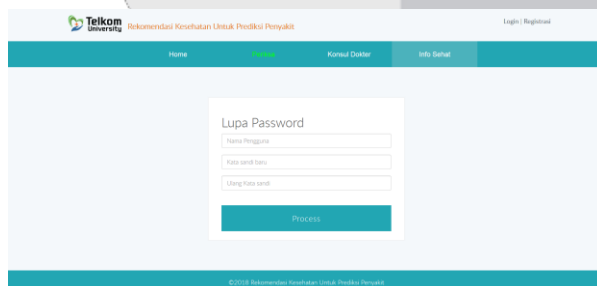 Telkom
University
Rekomendasi Kesehatan Untuk Prediksi Penyakit
Login | Registrasi
Home
Prediksi
Konsul Dokter
Info Sehat
Lupa Password
Nama Pengguna
Kata sandi baru
Ulang Kata sandi
Process
©2018 Rekomendasi Kesehatan Untuk Prediksi Penyakit